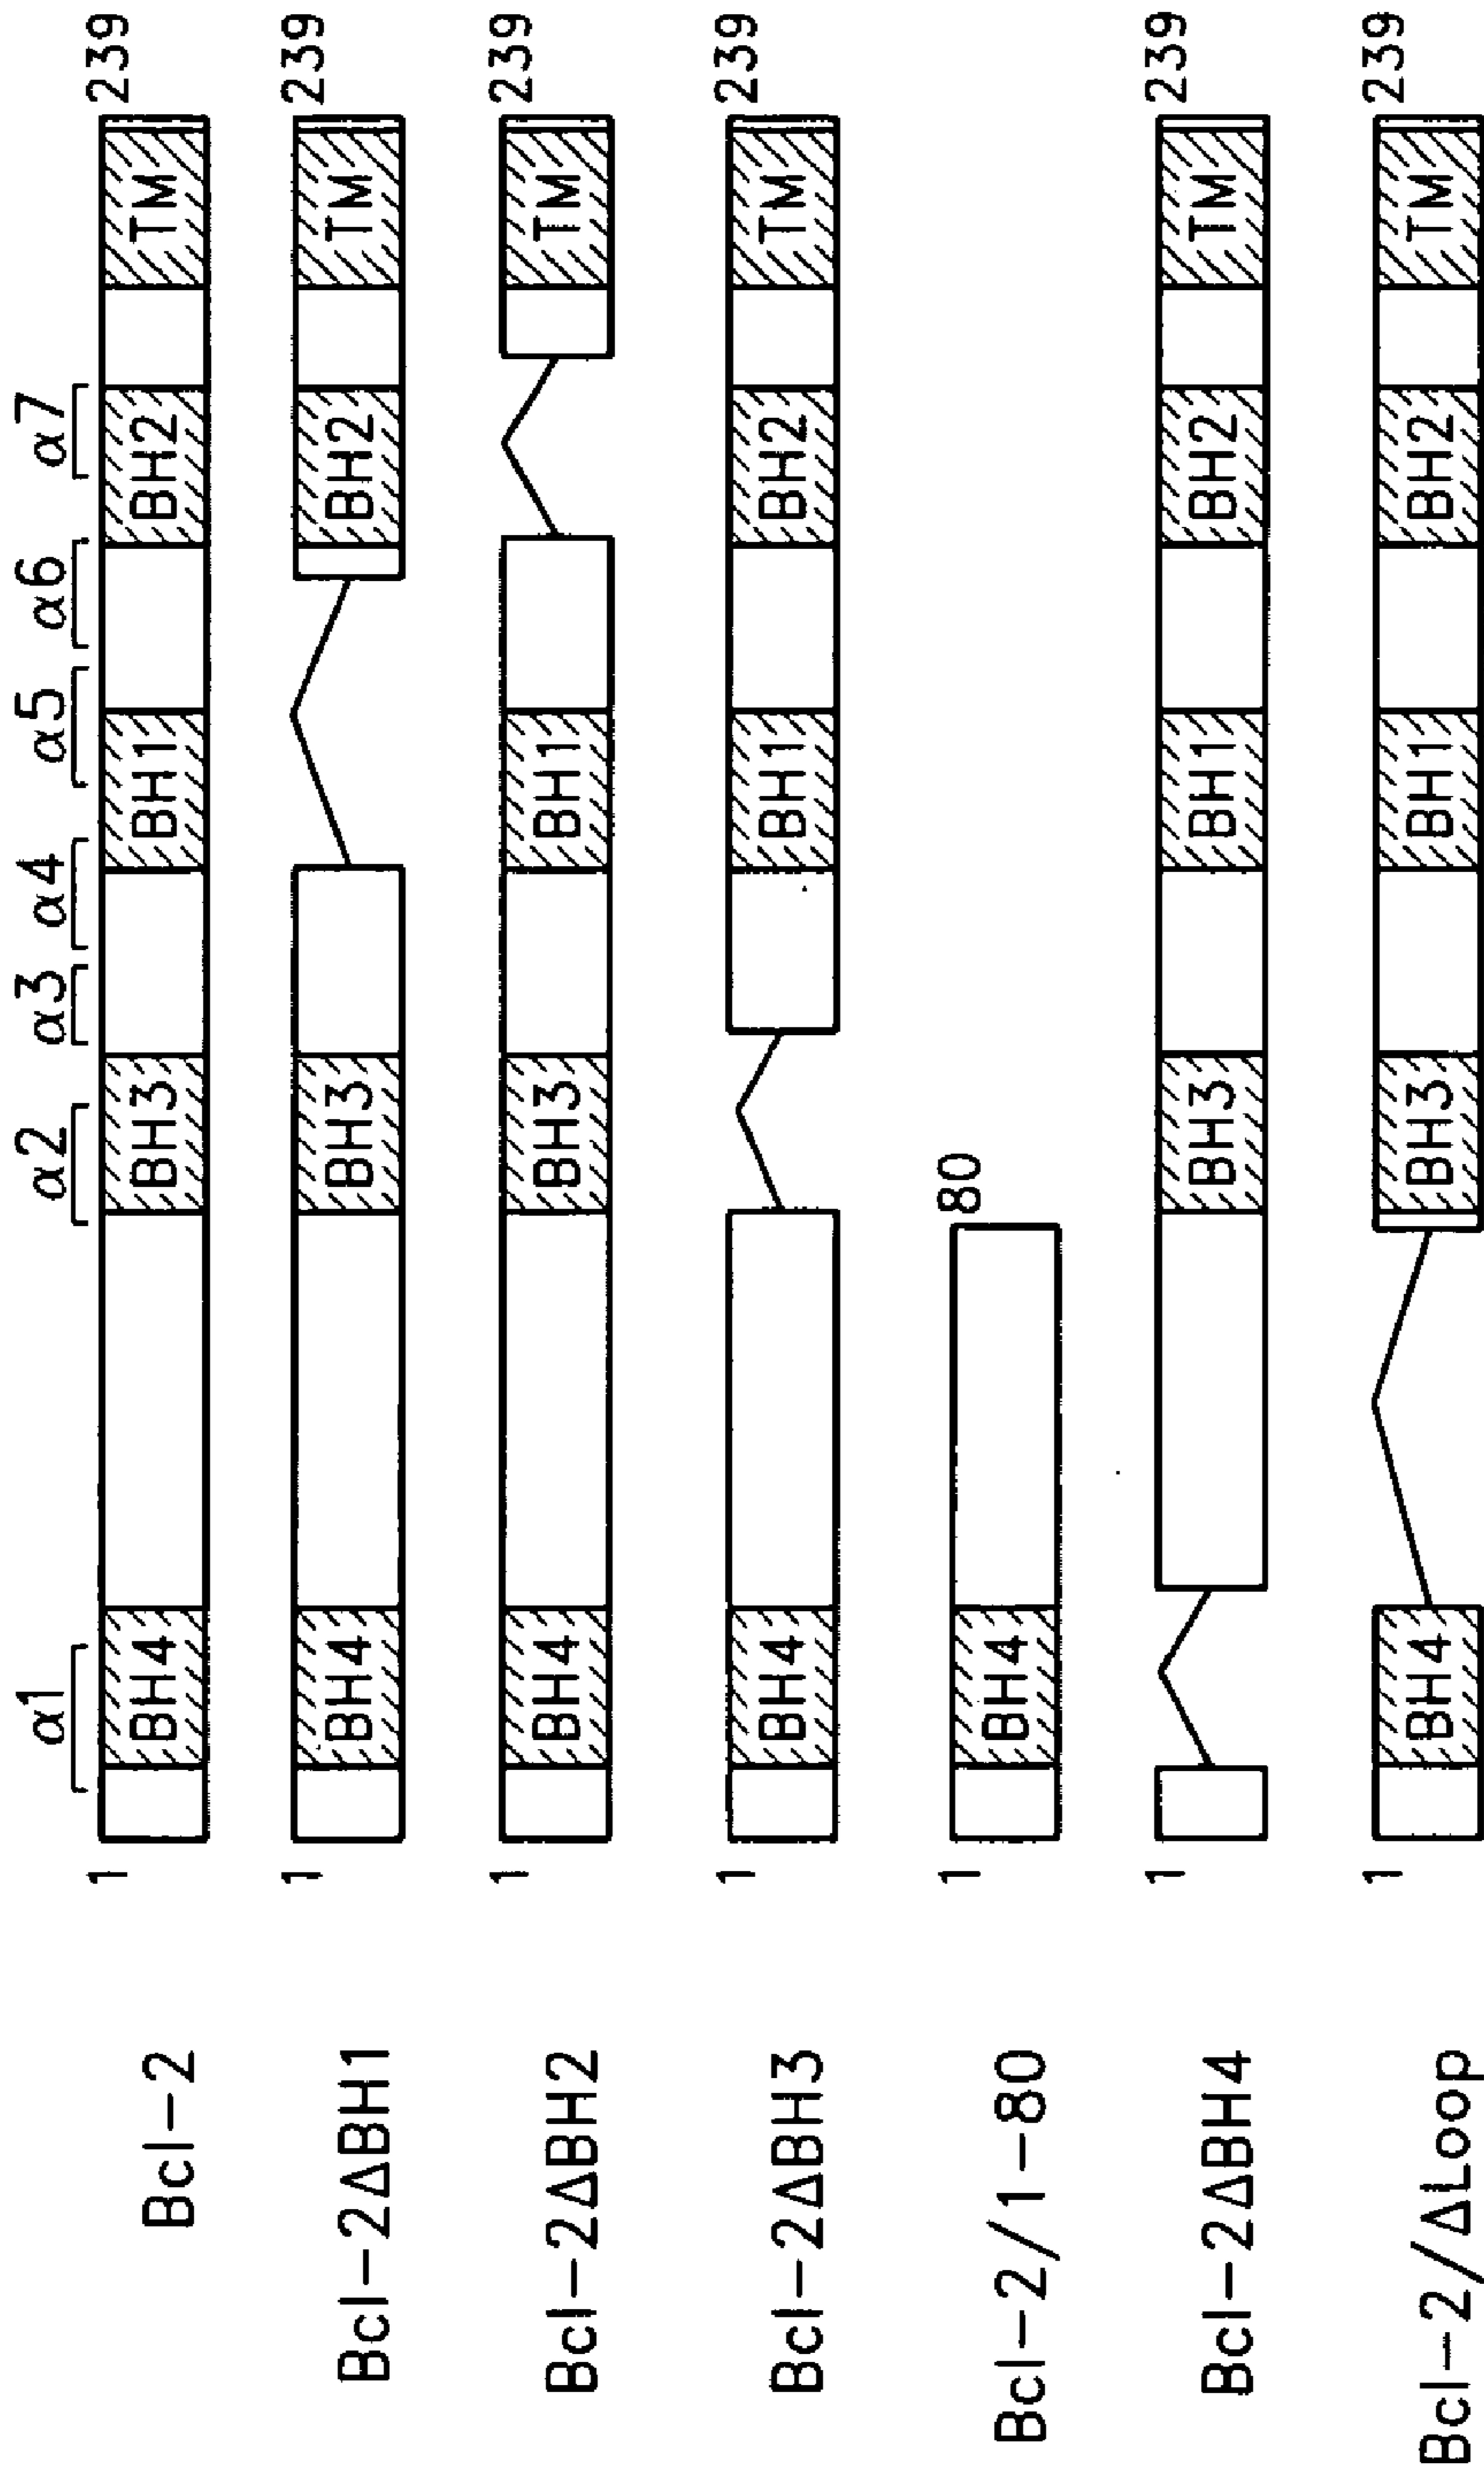 α1 α2 α3 α4 α5 α6 α7
Bcl-2 1 BH4 BH3 BH1 BH2 TM 239
Bcl-2ΔBH1 1 BH4 BH3 BH2 TM 239
Bcl-2ΔBH2 1 BH4 BH3 BH1 TM 239
Bcl-2ΔBH3 1 BH4 BH1 BH2 TM 239
Bcl-2/1-80 1 BH4 80
Bcl-2ΔBH4 1 BH3 BH1 BH2 TM 239
Bcl-2/ΔLoop 1 BH4 BH3 BH1 BH2 TM 239